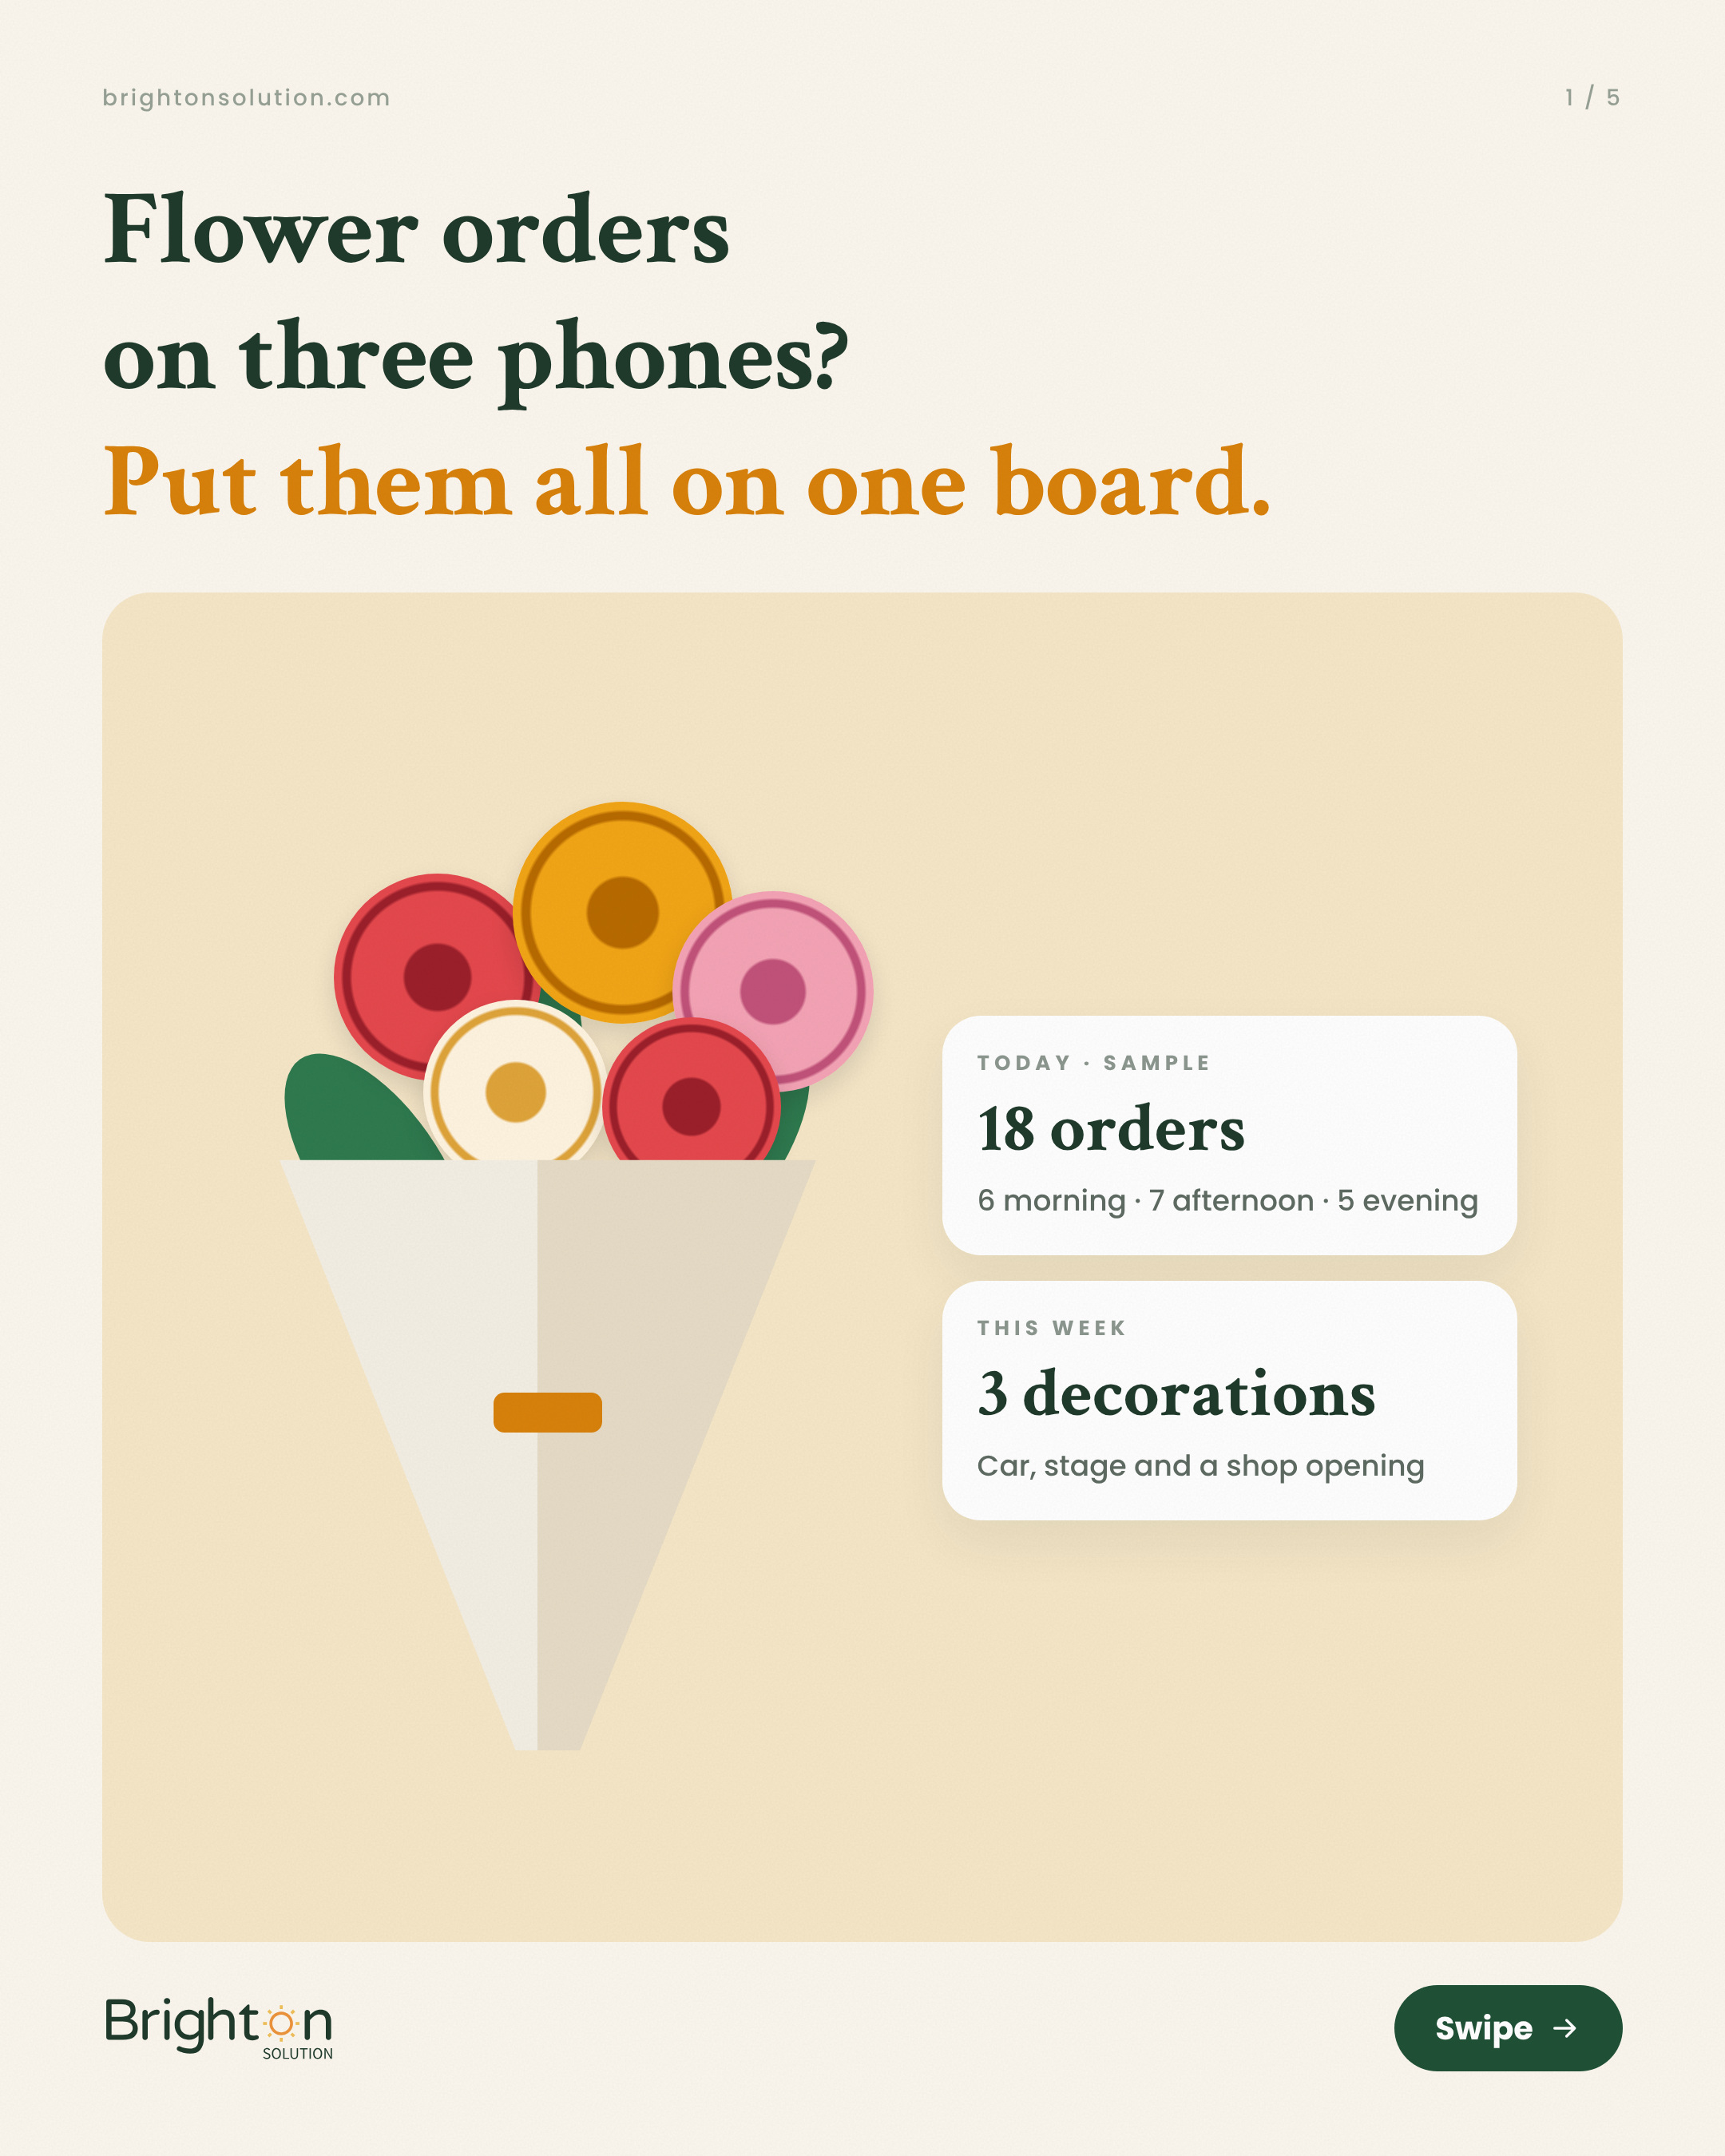 brightonsolution.com
1 / 5
Flower orders
on three phones?
Put them all on one board.
TODAY · SAMPLE
18 orders
6 morning · 7 afternoon · 5 evening
THIS WEEK
3 decorations
Car, stage and a shop opening
Brighton
SOLUTION
Swipe →